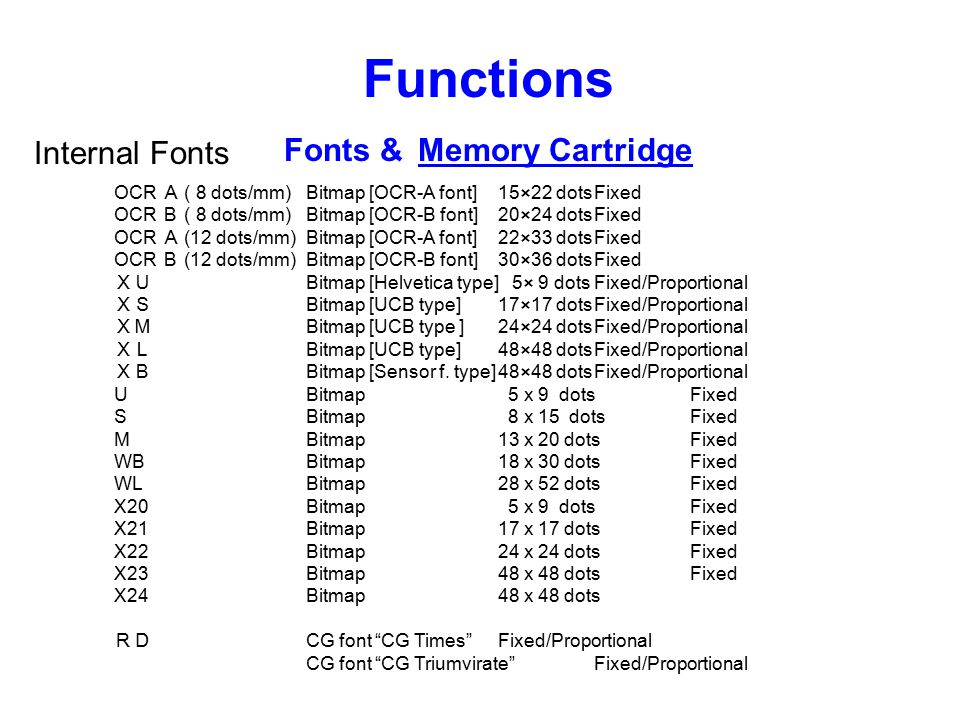 Functions
Internal Fonts Fonts & Memory Cartridge
OCR A ( 8 dots/mm) Bitmap [OCR-A font] 15×22 dots Fixed
OCR B ( 8 dots/mm) Bitmap [OCR-B font] 20×24 dots Fixed
OCR A (12 dots/mm) Bitmap [OCR-A font] 22×33 dots Fixed
OCR B (12 dots/mm) Bitmap [OCR-B font] 30×36 dots Fixed
X U Bitmap [Helvetica type] 5× 9 dots Fixed/Proportional
X S Bitmap [UCB type] 17×17 dots Fixed/Proportional
X M Bitmap [UCB type ] 24×24 dots Fixed/Proportional
X L Bitmap [UCB type] 48×48 dots Fixed/Proportional
X B Bitmap [Sensor f. type] 48×48 dots Fixed/Proportional
U Bitmap 5 x 9 dots Fixed
S Bitmap 8 x 15 dots Fixed
M Bitmap 13 x 20 dots Fixed
WB Bitmap 18 x 30 dots Fixed
WL Bitmap 28 x 52 dots Fixed
X20 Bitmap 5 x 9 dots Fixed
X21 Bitmap 17 x 17 dots Fixed
X22 Bitmap 24 x 24 dots Fixed
X23 Bitmap 48 x 48 dots Fixed
X24 Bitmap 48 x 48 dots
R D CG font “CG Times” Fixed/Proportional
CG font “CG Triumvirate” Fixed/Proportional